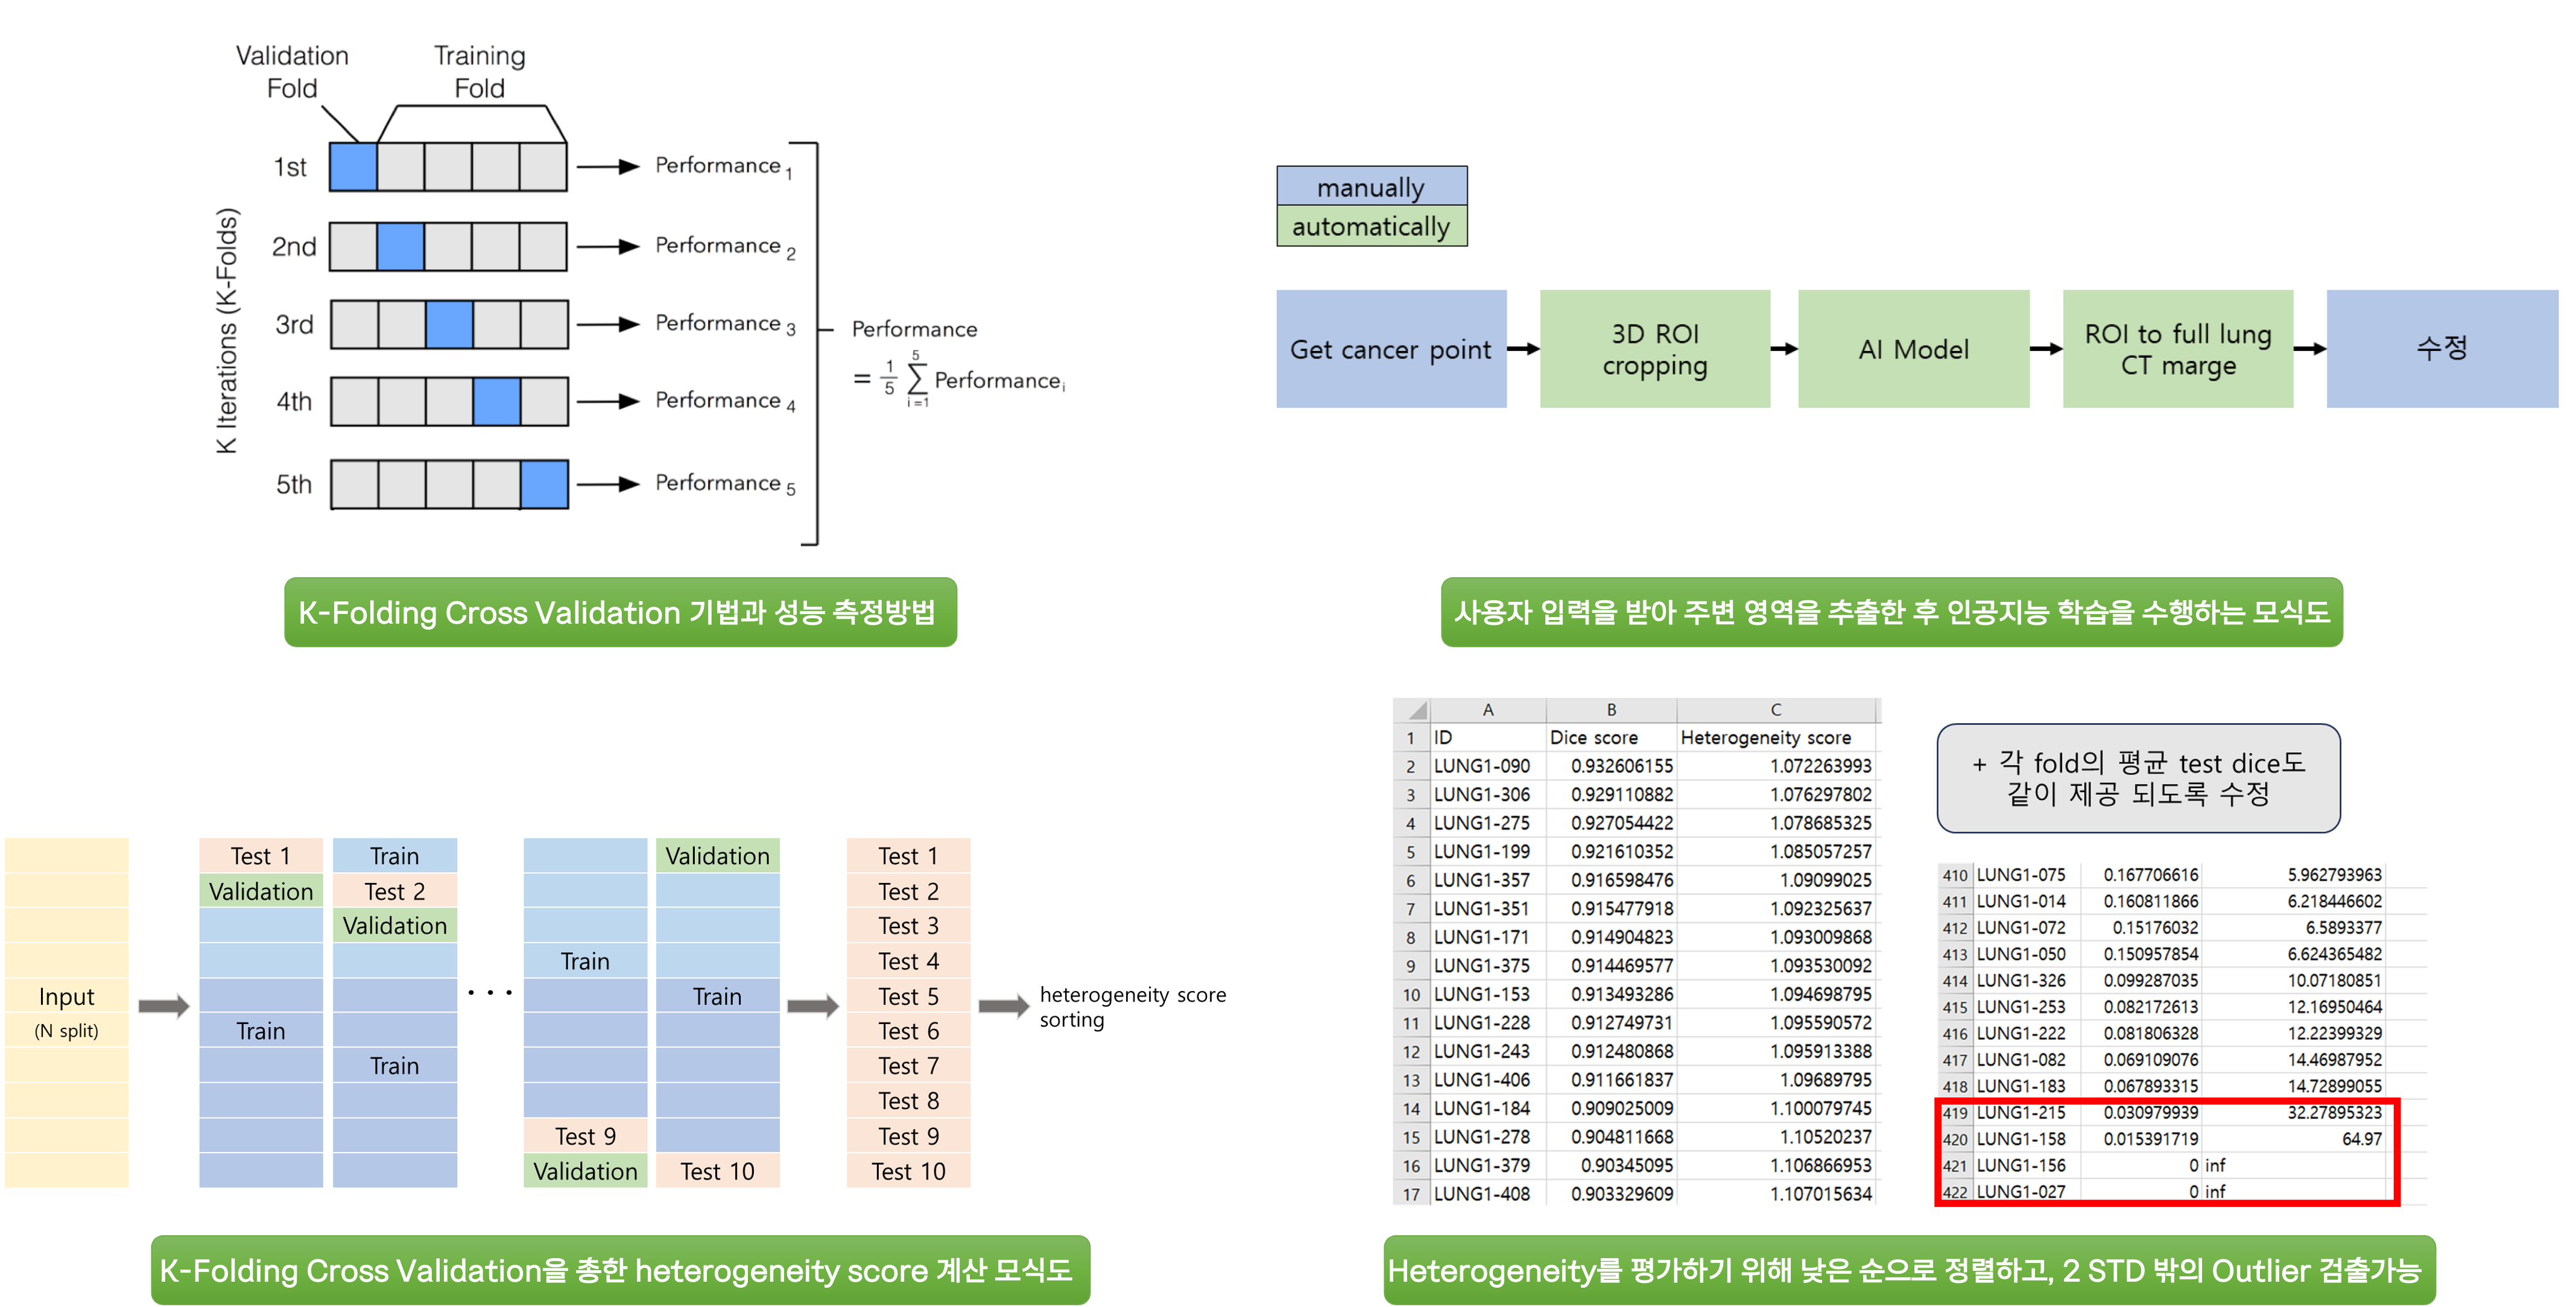 Validation
Fold
Training
Fold
K Iterations (K-Folds)
1st
Performance 1
2nd
Performance 2
3rd
Performance 3
4th
Performance 4
5th
Performance 5
Performance
= 1/5 5∑i=1 Performance i
K-Folding Cross Validation 기법과 성능 측정방법
manually
automatically
Get cancer point
3D ROI
cropping
AI Model
ROI to full lung
CT marge
수정
사용자 입력을 받아 주변 영역을 추출한 후 인공지능 학습을 수행하는 모식도
Input
(N split)
Test 1
Validation
Train
Train
Test 2
Validation
Train
· · ·
Train
Test 9
Validation
Validation
Train
Test 10
Test 1
Test 2
Test 3
Test 4
Test 5
Test 6
Test 7
Test 8
Test 9
Test 10
heterogeneity score
sorting
K-Folding Cross Validation을 총한 heterogeneity score 계산 모식도
A B C
1 ID Dice score Heterogeneity score
2 LUNG1-090 0.932606155 1.072263993
3 LUNG1-306 0.929110882 1.076297802
4 LUNG1-275 0.927054422 1.078685325
5 LUNG1-199 0.921610352 1.085057257
6 LUNG1-357 0.916598476 1.09099025
7 LUNG1-351 0.915477918 1.092325637
8 LUNG1-171 0.914904823 1.093009868
9 LUNG1-375 0.914469577 1.093530092
10 LUNG1-153 0.913493286 1.094698795
11 LUNG1-228 0.912749731 1.095590572
12 LUNG1-243 0.912480868 1.095913388
13 LUNG1-406 0.911661837 1.09689795
14 LUNG1-184 0.909025009 1.100079745
15 LUNG1-278 0.904811668 1.10520237
16 LUNG1-379 0.90345095 1.106866953
17 LUNG1-408 0.903329609 1.107015634
+ 각 fold의 평균 test dice도
같이 제공 되도록 수정
410 LUNG1-075 0.167706616 5.962793963
411 LUNG1-014 0.160811866 6.218446602
412 LUNG1-072 0.15176032 6.5893377
413 LUNG1-050 0.150957854 6.624365482
414 LUNG1-326 0.099287035 10.07180851
415 LUNG1-253 0.082172613 12.16950464
416 LUNG1-222 0.081806328 12.22399329
417 LUNG1-082 0.069109076 14.46987952
418 LUNG1-183 0.067893315 14.72899055
419 LUNG1-215 0.030979939 32.27895323
420 LUNG1-158 0.015391719 64.97
421 LUNG1-156 0 inf
422 LUNG1-027 0 inf
Heterogeneity를 평가하기 위해 낮은 순으로 정렬하고, 2 STD 밖의 Outlier 검출가능